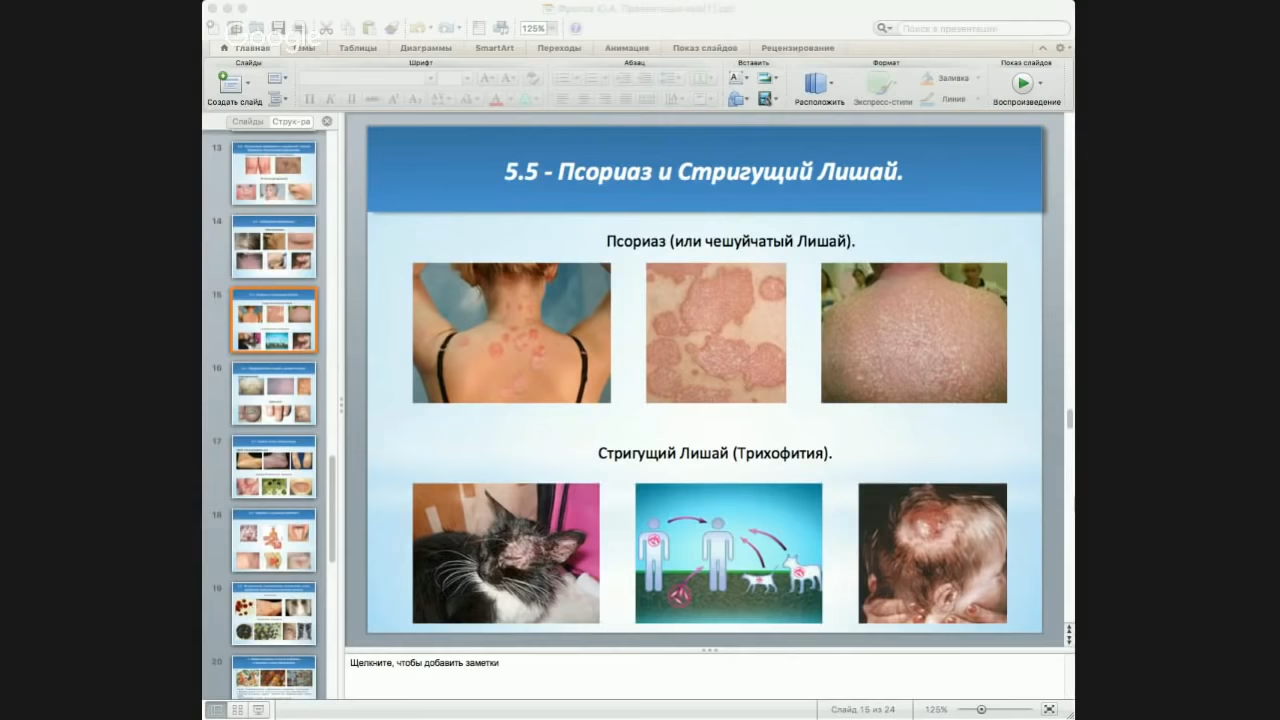 Фролов Ю.А. Презентация
125%
Поиск в презентации
Google
Главная Темы Таблицы Диаграммы SmartArt Переходы Анимация Показ слайдов Рецензирование
Слайды Шрифт Абзац Вставить Формат Показ слайдов
Создать слайд Расположить Экспресс-стили Заливка Линия Воспроизведение
Слайды Струк-ра
13
14
15
16
17
18
19
20
5.5 - Псориаз и Стригущий Лишай.
Псориаз (или чешуйчатый Лишай).
Стригущий Лишай (Трихофития).
Щелкните, чтобы добавить заметки
Слайд 15 из 24 125%